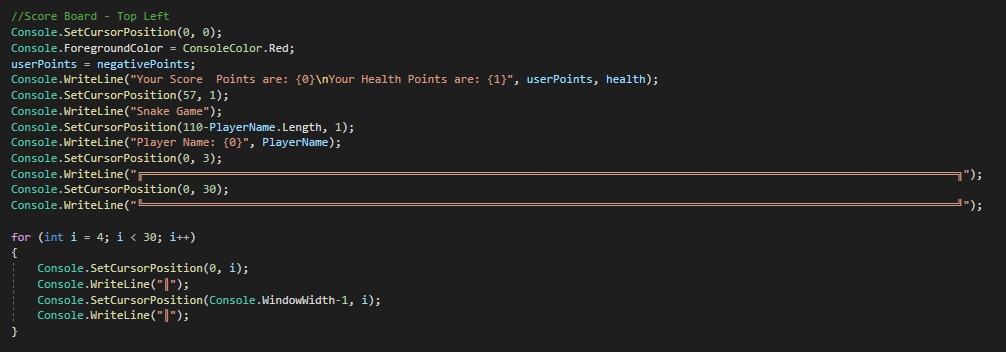 //Score Board - Top Left
Console.SetCursorPosition(0, 0);
Console.ForegroundColor = ConsoleColor.Red;
userPoints = negativePoints;
Console.WriteLine("Your Score  Points are: {0}\nYour Health Points are: {1}", userPoints, health);
Console.SetCursorPosition(57, 1);
Console.WriteLine("Snake Game");
Console.SetCursorPosition(110-PlayerName.Length, 1);
Console.WriteLine("Player Name: {0}", PlayerName);
Console.SetCursorPosition(0, 3);
Console.WriteLine("╔══════════════════════════════════════════════════════════════════════════════════════════════════════════════════════╗");
Console.SetCursorPosition(0, 30);
Console.WriteLine("╚══════════════════════════════════════════════════════════════════════════════════════════════════════════════════════╝");

for (int i = 4; i < 30; i++)
{
    Console.SetCursorPosition(0, i);
    Console.WriteLine("║");
    Console.SetCursorPosition(Console.WindowWidth-1, i);
    Console.WriteLine("║");
}